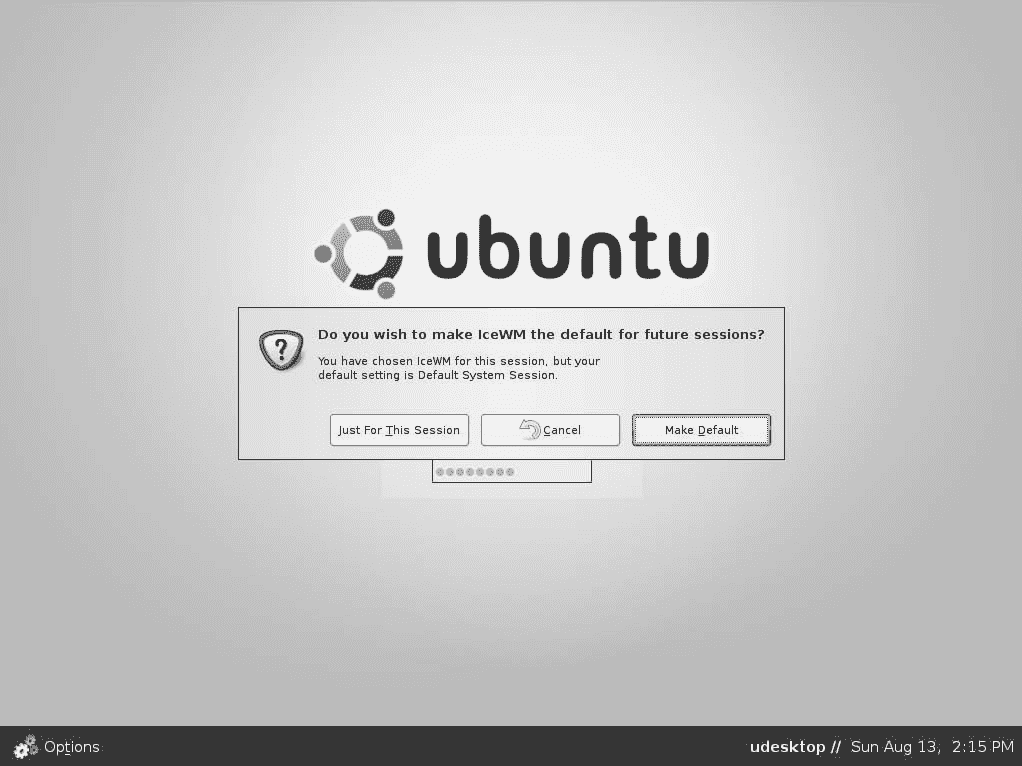 ubuntu
Do you wish to make IceWM the default for future sessions?
You have chosen IceWM for this session, but your
default setting is Default System Session.
Just For This Session
Cancel
Make Default
Options
udesktop // Sun Aug 13, 2:15 PM